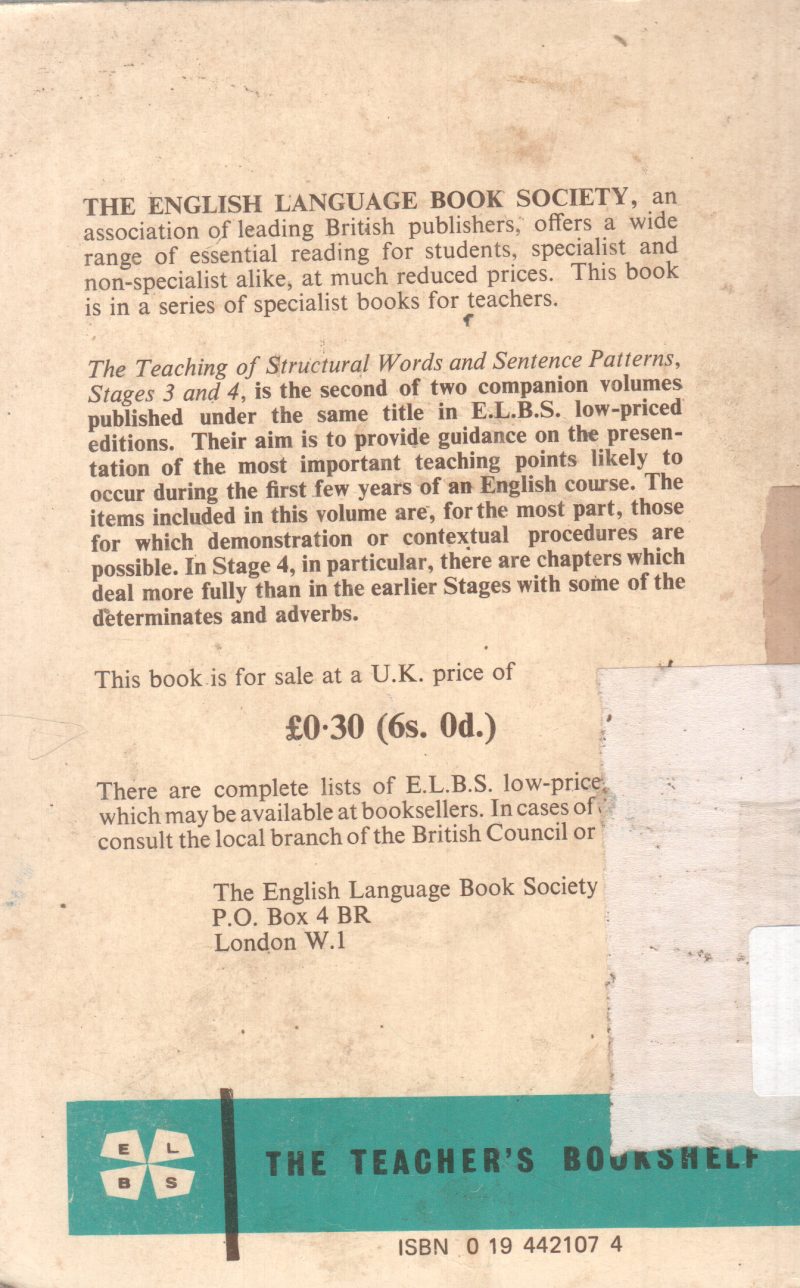 THE ENGLISH LANGUAGE BOOK SOCIETY, an
association of leading British publishers, offers a wide
range of essential reading for students, specialist and
non-specialist alike, at much reduced prices. This book
is in a series of specialist books for teachers.
The Teaching of Structural Words and Sentence Patterns,
Stages 3 and 4, is the second of two companion volumes
published under the same title in E.L.B.S. low-priced
editions. Their aim is to provide guidance on the presen-
tation of the most important teaching points likely to
occur during the first few years of an English course. The
items included in this volume are, for the most part, those
for which demonstration or contextual procedures are
possible. In Stage 4, in particular, there are chapters which
deal more fully than in the earlier Stages with some of the
determinates and adverbs.
This book is for sale at a U.K. price of
£0·30 (6s. 0d.)
There are complete lists of E.L.B.S. low-price
which may be available at booksellers. In cases of
consult the local branch of the British Council or
The English Language Book Society
P.O. Box 4 BR
London W.1
E L
B S
THE TEACHER'S BOOKSHELF
ISBN 0 19 442107 4